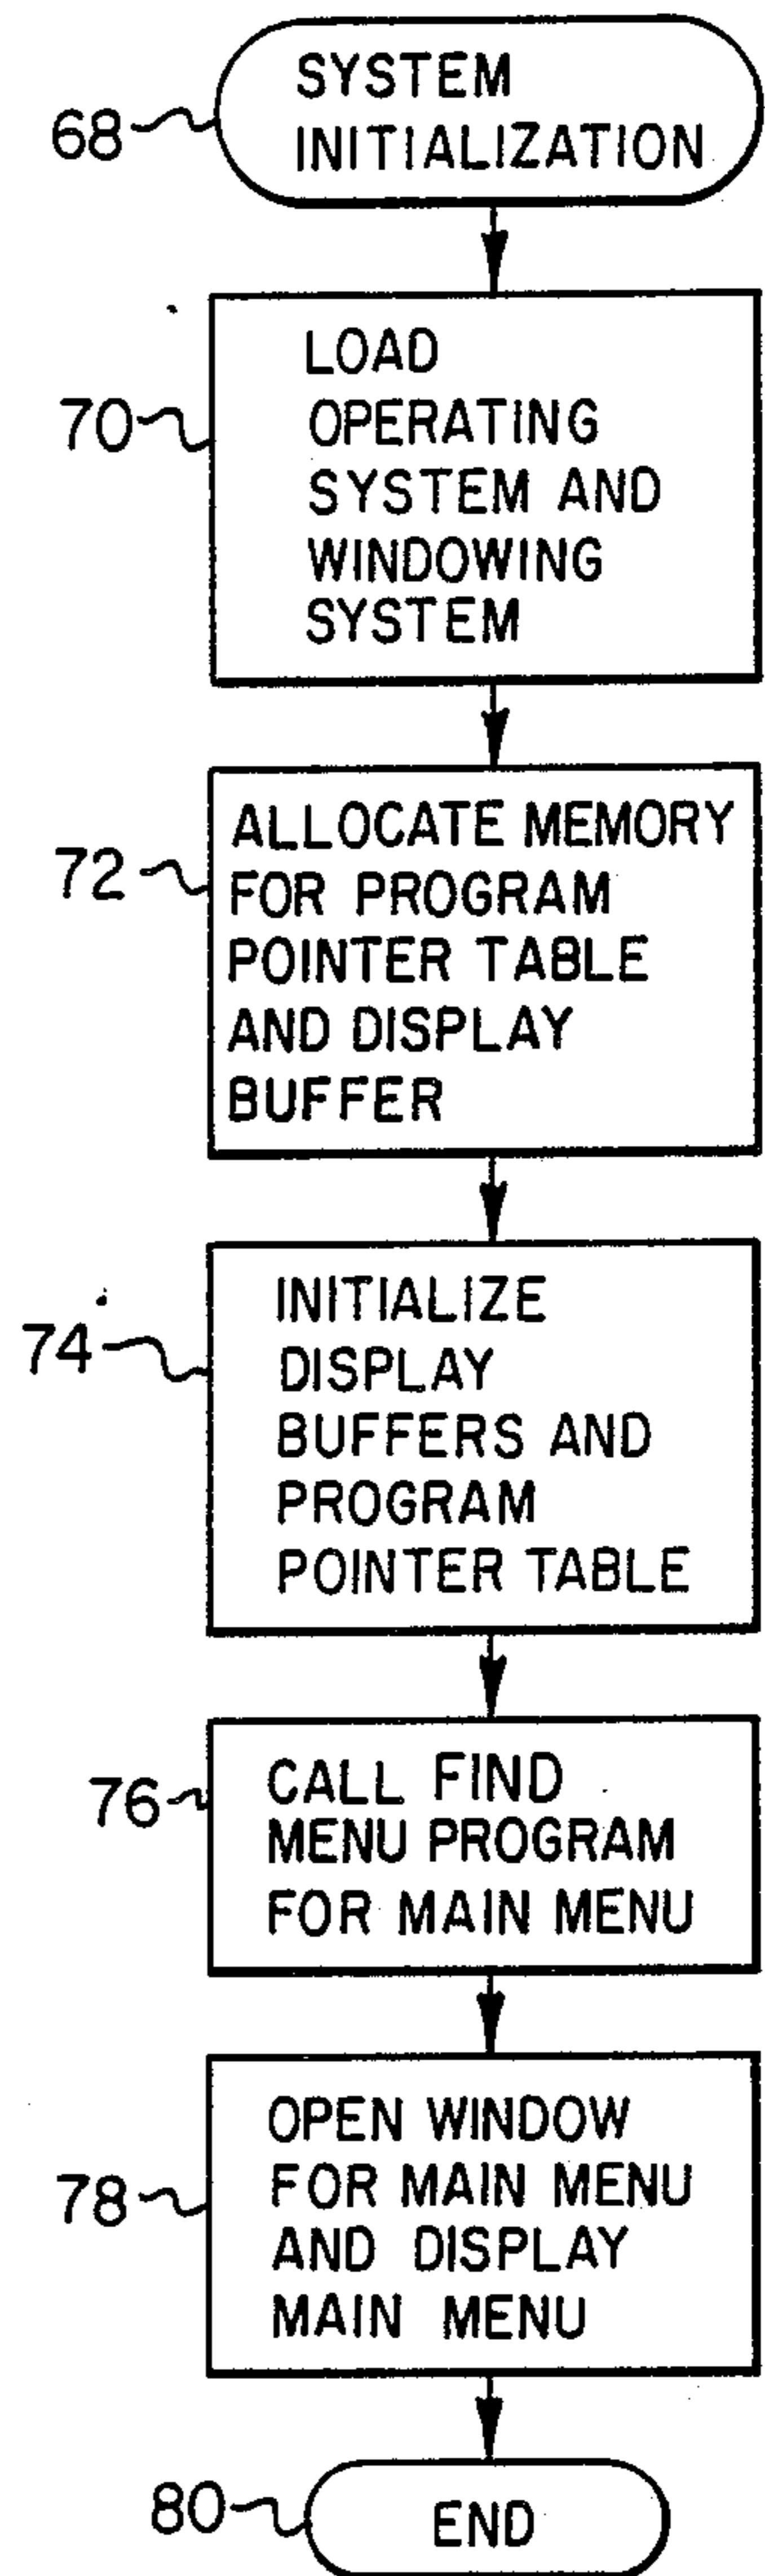 SYSTEM
INITIALIZATION
68
LOAD
OPERATING
SYSTEM AND
WINDOWING
SYSTEM
70
ALLOCATE MEMORY
FOR PROGRAM
POINTER TABLE
AND DISPLAY
BUFFER
72
INITIALIZE
DISPLAY
BUFFERS AND
PROGRAM
POINTER TABLE
74
CALL FIND
MENU PROGRAM
FOR MAIN MENU
76
OPEN WINDOW
FOR MAIN MENU
AND DISPLAY
MAIN MENU
78
END
80